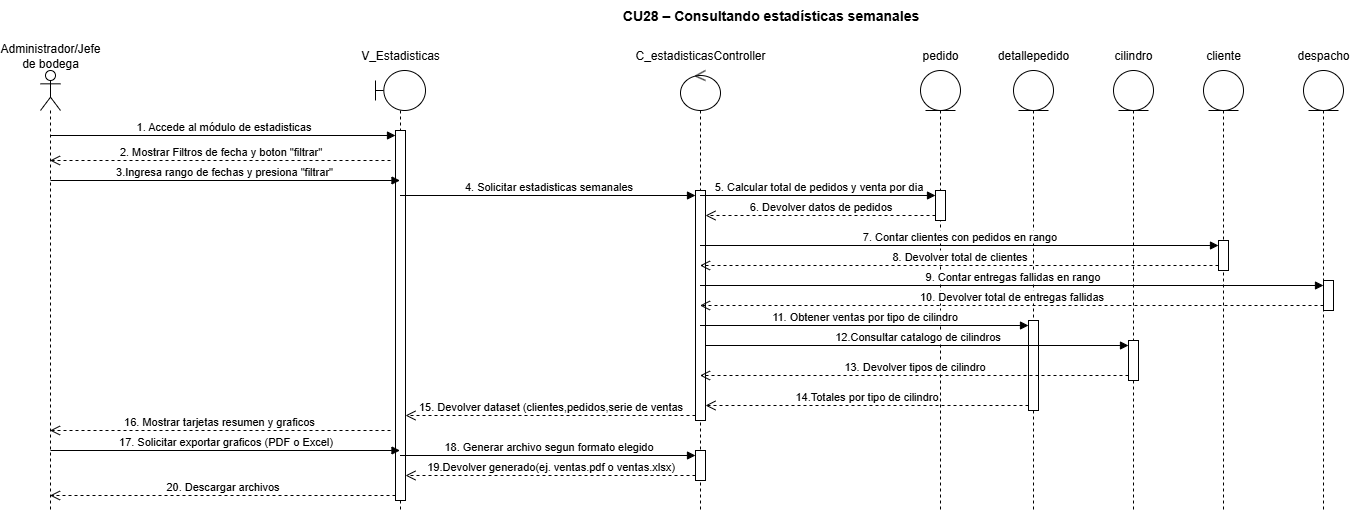 CU28 – Consultando estadísticas semanales
Administrador/Jefe
de bodega
V_Estadisticas
C_estadisticasController
pedido
detallepedido
cilindro
cliente
despacho
1. Accede al módulo de estadisticas
2. Mostrar Filtros de fecha y boton "filtrar"
3.Ingresa rango de fechas y presiona "filtrar"
4. Solicitar estadisticas semanales
5. Calcular total de pedidos y venta por dia
6. Devolver datos de pedidos
7. Contar clientes con pedidos en rango
8. Devolver total de clientes
9. Contar entregas fallidas en rango
10. Devolver total de entregas fallidas
11. Obtener ventas por tipo de cilindro
12.Consultar catalogo de cilindros
13. Devolver tipos de cilindro
14.Totales por tipo de cilindro
15. Devolver dataset (clientes,pedidos,serie de ventas
16. Mostrar tarjetas resumen y graficos
17. Solicitar exportar graficos (PDF o Excel)
18. Generar archivo segun formato elegido
19.Devolver generado(ej. ventas.pdf o ventas.xlsx)
20. Descargar archivos